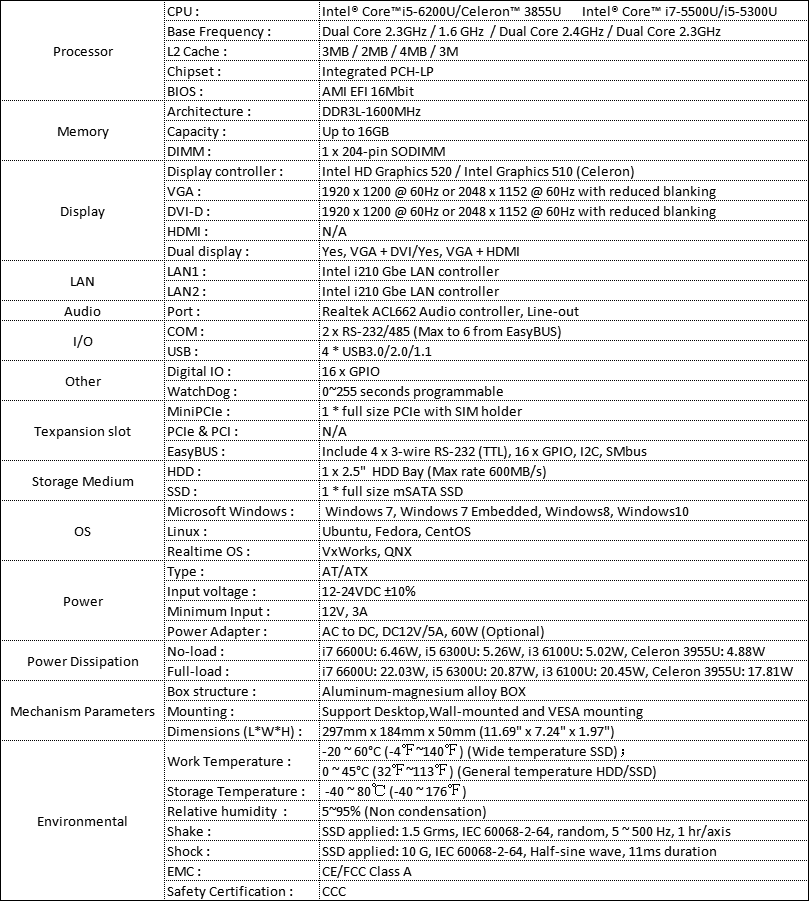 Processor
CPU : Intel® Core™i5-6200U/Celeron™ 3855U Intel® Core™ i7-5500U/i5-5300U
Base Frequency : Dual Core 2.3GHz / 1.6 GHz / Dual Core 2.4GHz / Dual Core 2.3GHz
L2 Cache : 3MB / 2MB / 4MB / 3M
Chipset : Integrated PCH-LP
BIOS : AMI EFI 16Mbit
Memory
Architecture : DDR3L-1600MHz
Capacity : Up to 16GB
DIMM : 1 x 204-pin SODIMM
Display
Display controller : Intel HD Graphics 520 / Intel Graphics 510 (Celeron)
VGA : 1920 x 1200 @ 60Hz or 2048 x 1152 @ 60Hz with reduced blanking
DVI-D : 1920 x 1200 @ 60Hz or 2048 x 1152 @ 60Hz with reduced blanking
HDMI : N/A
Dual display : Yes, VGA + DVI/Yes, VGA + HDMI
LAN
LAN1 : Intel i210 Gbe LAN controller
LAN2 : Intel i210 Gbe LAN controller
Audio
Port : Realtek ACL662 Audio controller, Line-out
I/O
COM : 2 x RS-232/485 (Max to 6 from EasyBUS)
USB : 4 * USB3.0/2.0/1.1
Other
Digital IO : 16 x GPIO
WatchDog : 0~255 seconds programmable
Texpansion slot
MiniPCIe : 1 * full size PCIe with SIM holder
PCIe & PCI : N/A
EasyBUS : Include 4 x 3-wire RS-232 (TTL), 16 x GPIO, I2C, SMbus
Storage Medium
HDD : 1 x 2.5" HDD Bay (Max rate 600MB/s)
SSD : 1 * full size mSATA SSD
OS
Microsoft Windows : Windows 7, Windows 7 Embedded, Windows8, Windows10
Linux : Ubuntu, Fedora, CentOS
Realtime OS : VxWorks, QNX
Power
Type : AT/ATX
Input voltage : 12-24VDC ±10%
Minimum Input : 12V, 3A
Power Adapter : AC to DC, DC12V/5A, 60W (Optional)
Power Dissipation
No-load : i7 6600U: 6.46W, i5 6300U: 5.26W, i3 6100U: 5.02W, Celeron 3955U: 4.88W
Full-load : i7 6600U: 22.03W, i5 6300U: 20.87W, i3 6100U: 20.45W, Celeron 3955U: 17.81W
Mechanism Parameters
Box structure : Aluminum-magnesium alloy BOX
Mounting : Support Desktop,Wall-mounted and VESA mounting
Dimensions (L*W*H) : 297mm x 184mm x 50mm (11.69" x 7.24" x 1.97")
Environmental
Work Temperature : -20 ~ 60°C (-4℉~140℉) (Wide temperature SSD) ;
0 ~ 45°C (32℉~113℉) (General temperature HDD/SSD)
Storage Temperature : -40 ~ 80℃ (-40 ~ 176℉)
Relative humidity : 5~95% (Non condensation)
Shake : SSD applied: 1.5 Grms, IEC 60068-2-64, random, 5 ~ 500 Hz, 1 hr/axis
Shock : SSD applied: 10 G, IEC 60068-2-64, Half-sine wave, 11ms duration
EMC : CE/FCC Class A
Safety Certification : CCC